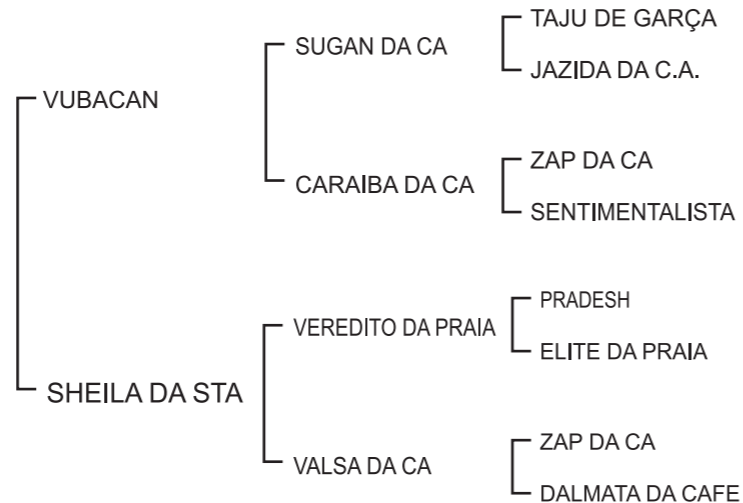 TAJU DE GARÇA
SUGAN DA CA
JAZIDA DA C.A.
VUBACAN
ZAP DA CA
CARAIBA DA CA
SENTIMENTALISTA
PRADESH
VEREDITO DA PRAIA
ELITE DA PRAIA
SHEILA DA STA
ZAP DA CA
VALSA DA CA
DALMATA DA CAFE